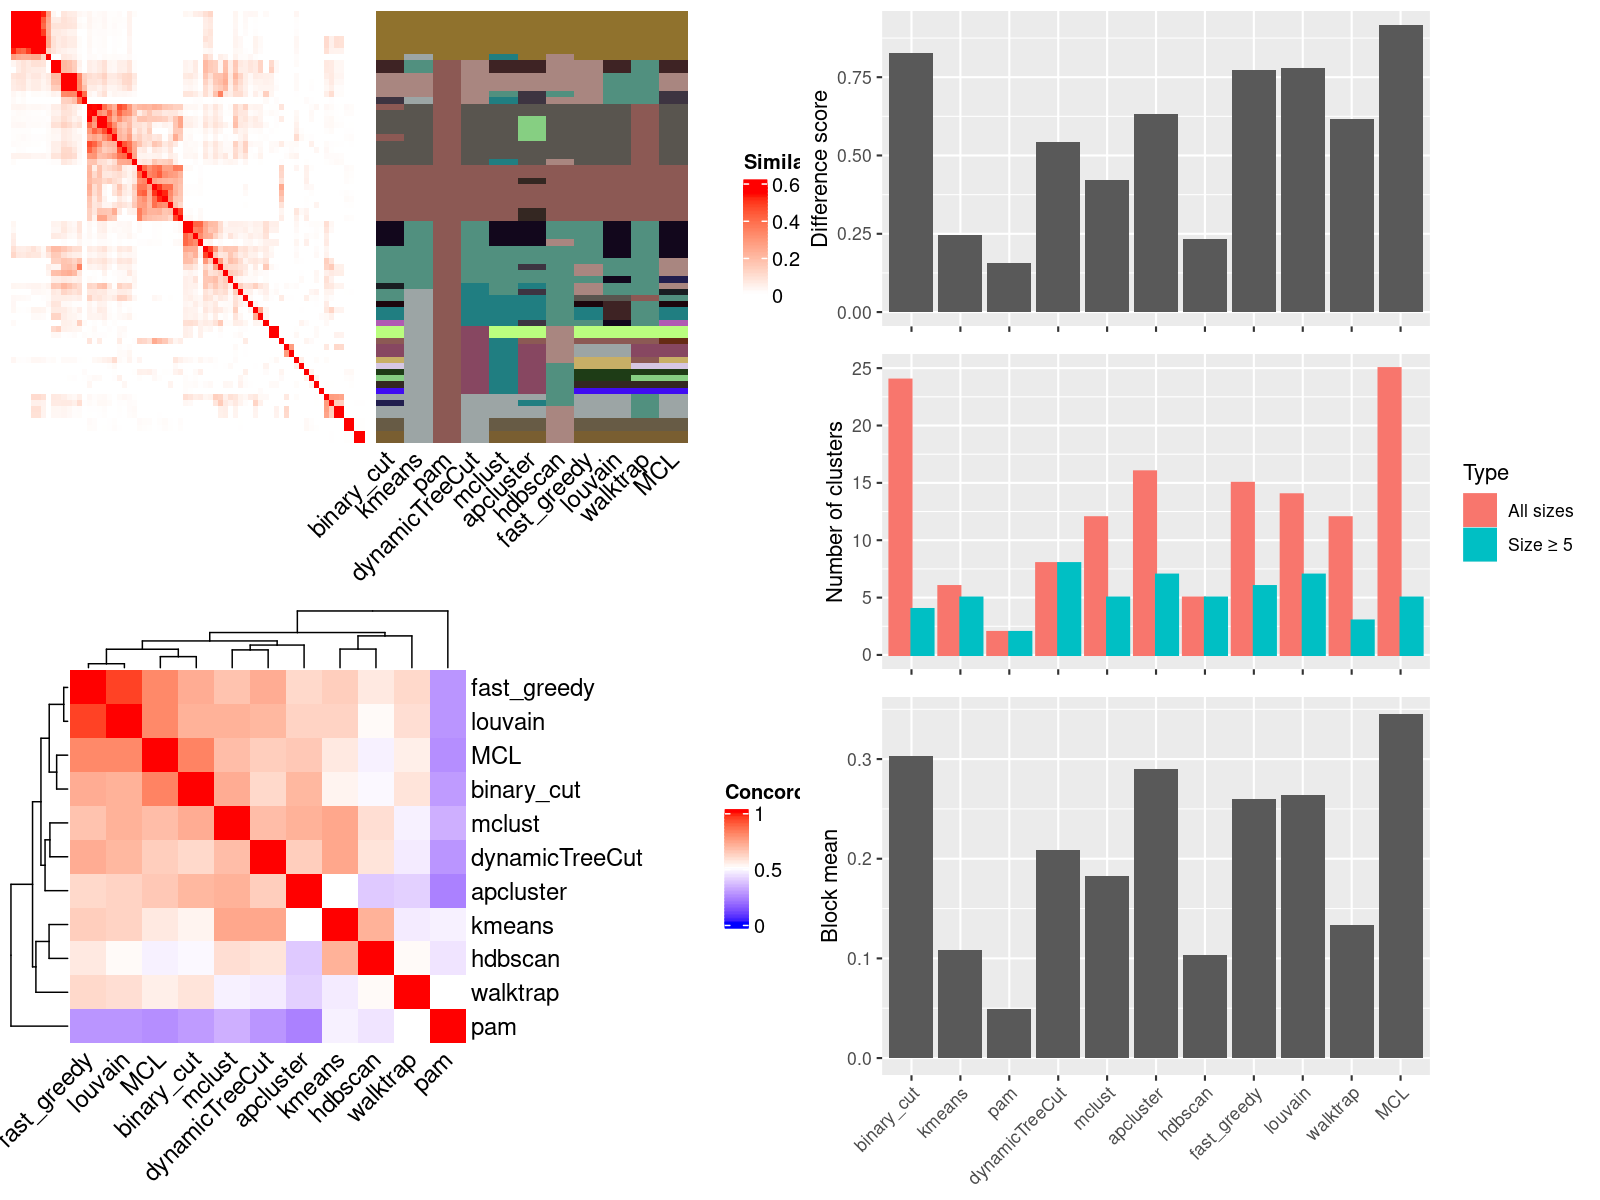 Simila
0.6
0.4
0.2
0
binary_cut
kmeans
pam
dynamicTreeCut
mclust
apcluster
hdbscan
fast_greedy
louvain
walktrap
MCL
fast_greedy
louvain
MCL
binary_cut
mclust
dynamicTreeCut
apcluster
kmeans
hdbscan
walktrap
pam
fast_greedy
louvain
MCL
binary_cut
mclust
dynamicTreeCut
apcluster
kmeans
hdbscan
walktrap
pam
Concord
1
0.5
0
Difference score
0.75
0.50
0.25
0.00
Number of clusters
25
20
15
10
5
0
Type
All sizes
Size ≥ 5
Block mean
0.3
0.2
0.1
0.0
binary_cut
kmeans
pam
dynamicTreeCut
mclust
apcluster
hdbscan
fast_greedy
louvain
walktrap
MCL